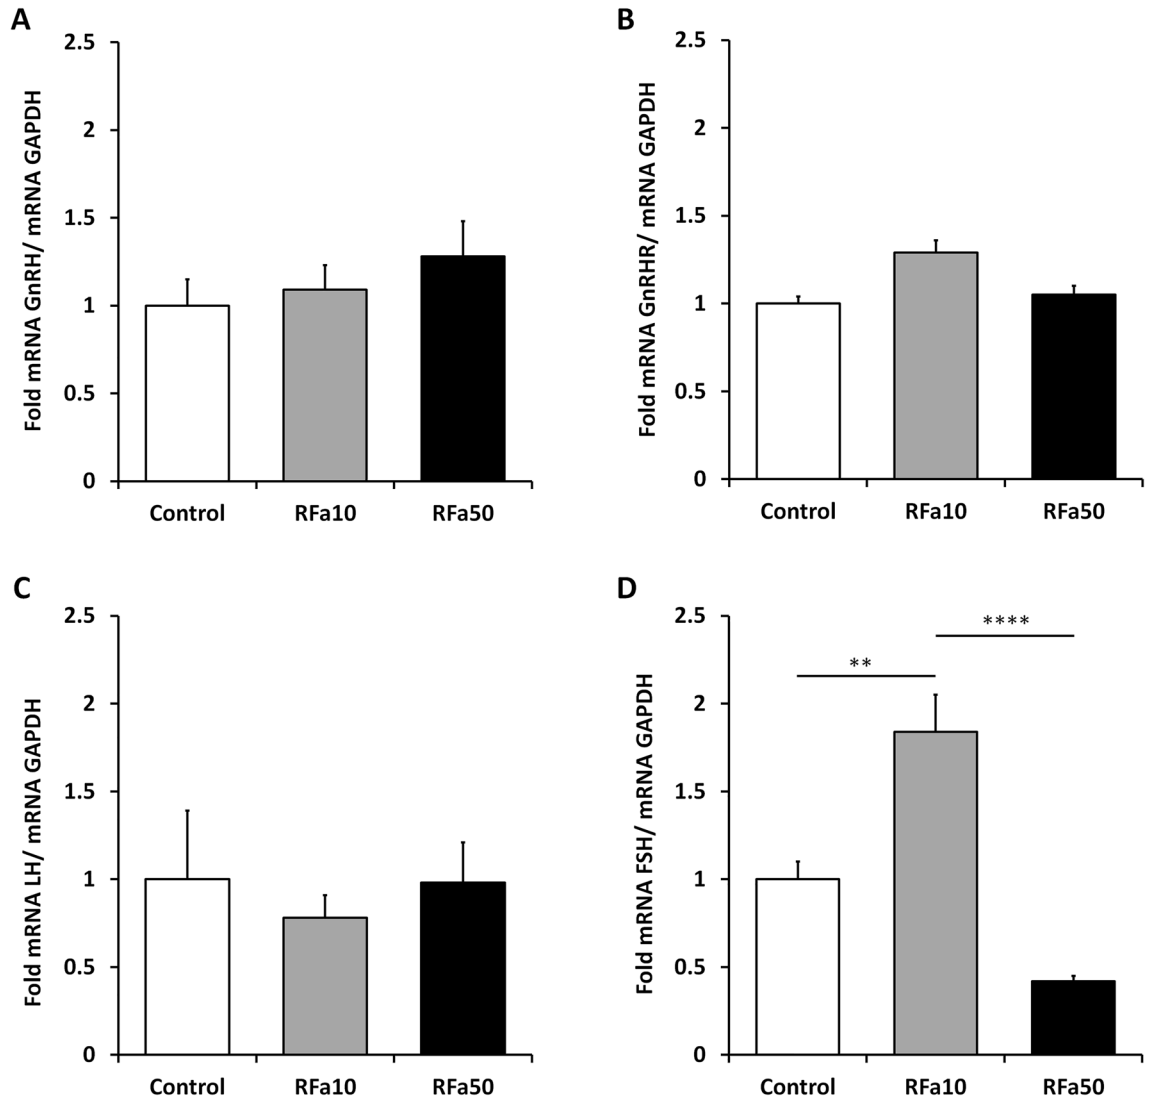 A
Fold mRNA GnRH/ mRNA GAPDH
2.5
2
1.5
1
0.5
0
Control RFa10 RFa50
B
Fold mRNA GnRHR/ mRNA GAPDH
2.5
2
1.5
1
0.5
0
Control RFa10 RFa50
C
Fold mRNA LH/ mRNA GAPDH
2.5
2
1.5
1
0.5
0
Control RFa10 RFa50
D
Fold mRNA FSH/ mRNA GAPDH
2.5
2
1.5
1
0.5
0
****
**
Control RFa10 RFa50